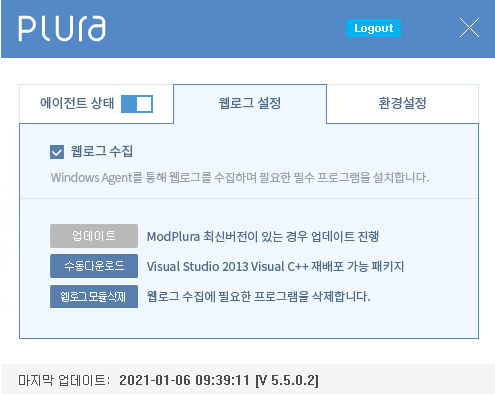 PLURA
Logout
에이전트 상태
웹로그 설정
환경설정
웹로그 수집
Windows Agent를 통해 웹로그를 수집하며 필요한 필수 프로그램을 설치합니다.
업데이트 ModPlura 최신버전이 있는 경우 업데이트 진행
수동다운로드 Visual Studio 2013 Visual C++ 재배포 가능 패키지
웹로그 모듈삭제 웹로그 수집에 필요한 프로그램을 삭제합니다.
마지막 업데이트: 2021-01-06 09:39:11 [V 5.5.0.2]